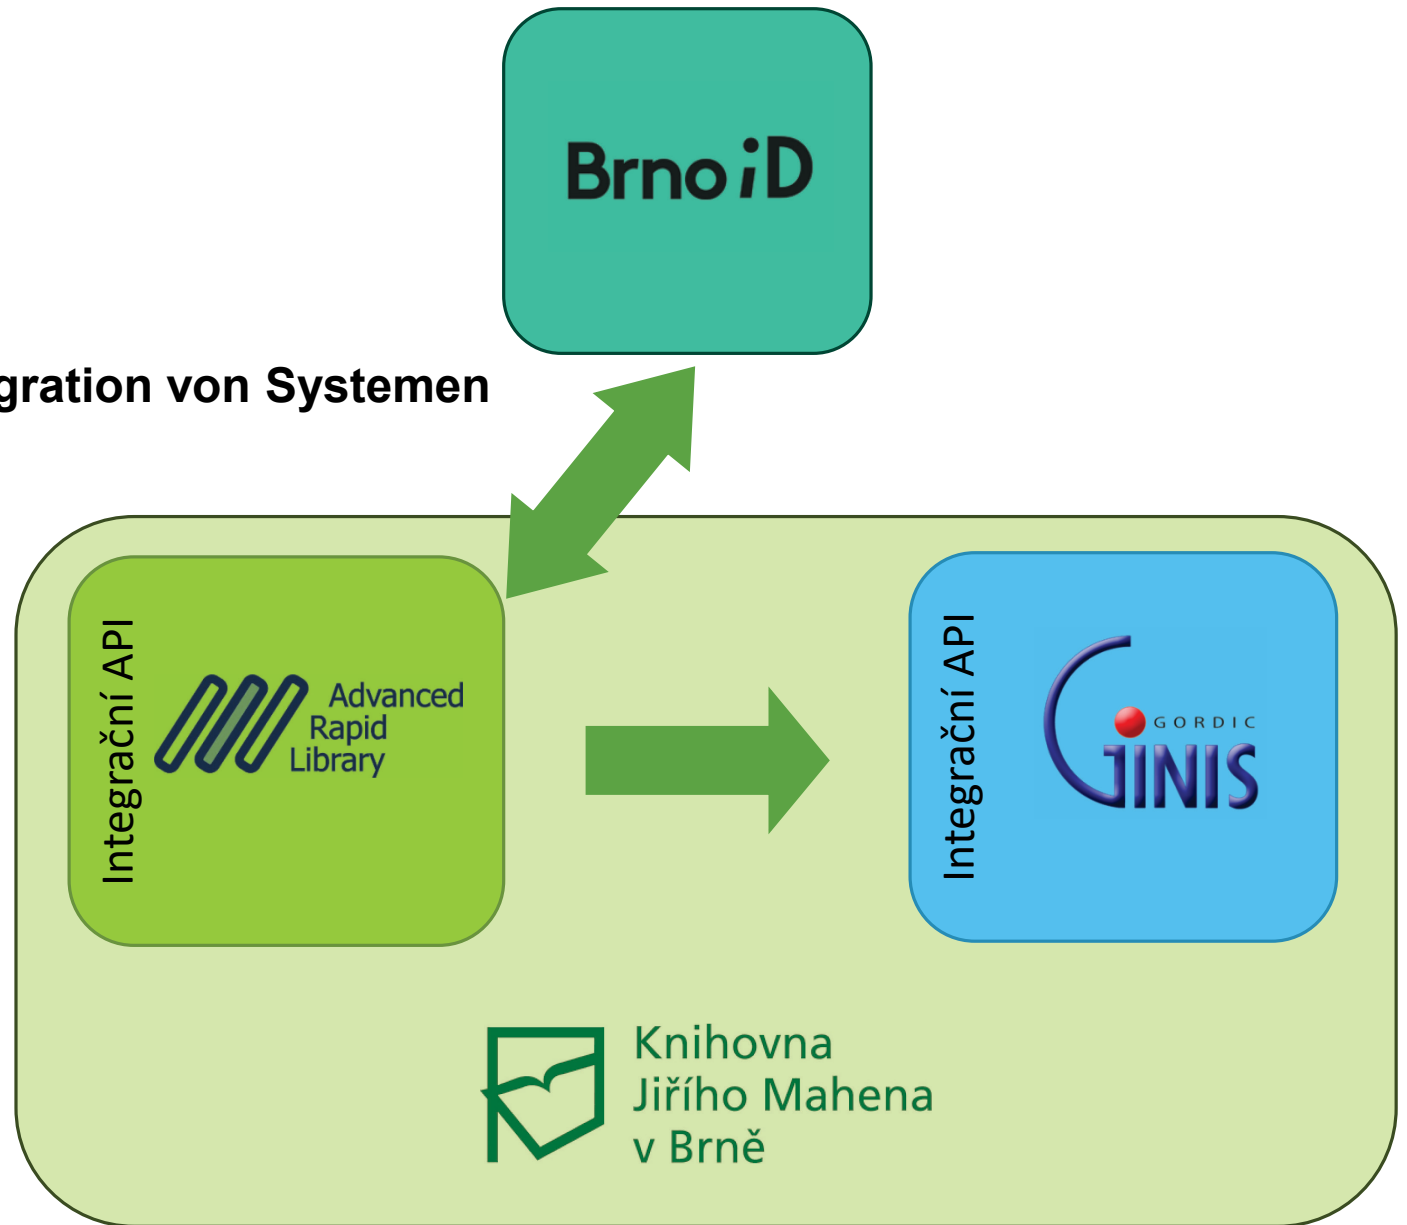 Brno iD
gration von Systemen
Integrační API
Advanced
Rapid
Library
Integrační API
GORDIC
GINIS
Knihovna
Jiřího Mahena
v Brně